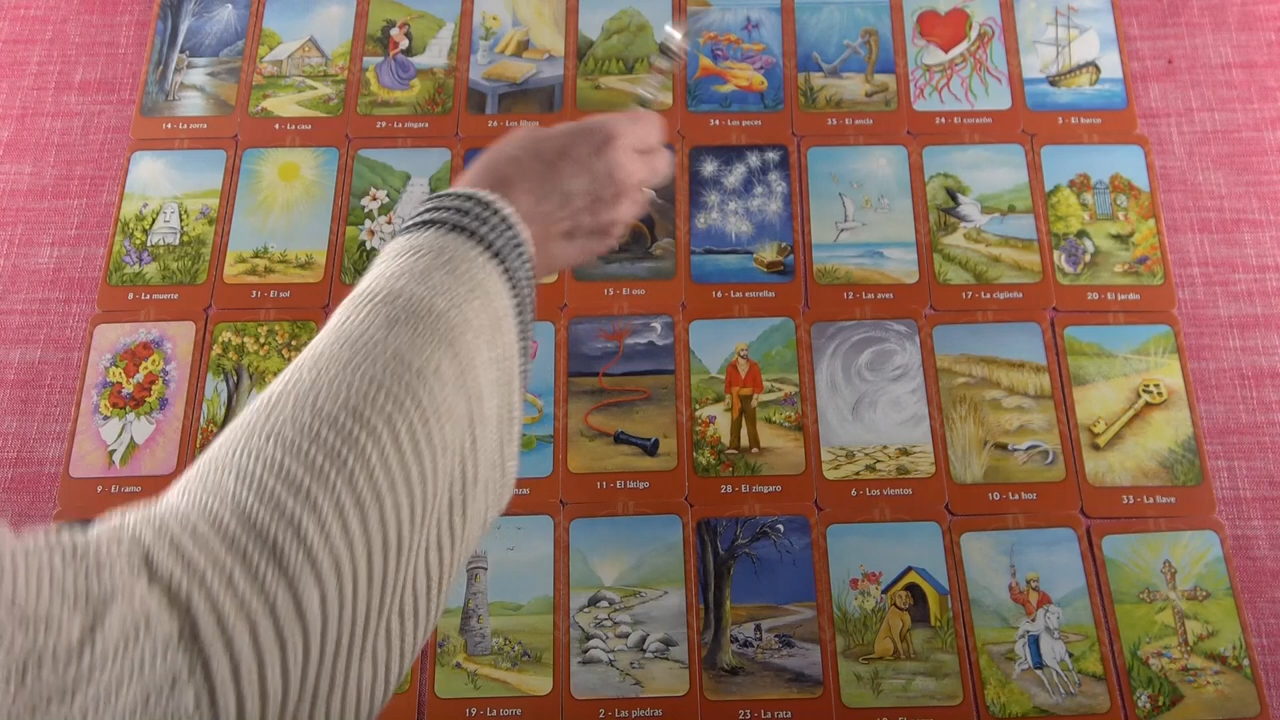 14 - La zorra
4 - La casa
29 - La zíngara
26 - Los libros
34 - Los peces
35 - El ancla
24 - El corazón
3 - El barco
8 - La muerte
31 - El sol
15 - El oso
16 - Las estrellas
12 - Las aves
17 - La cigüeña
20 - El jardín
9 - El ramo
nzas
11 - El látigo
28 - El zíngaro
6 - Los vientos
10 - La hoz
33 - La llave
19 - La torre
2 - Las piedras
23 - La rata